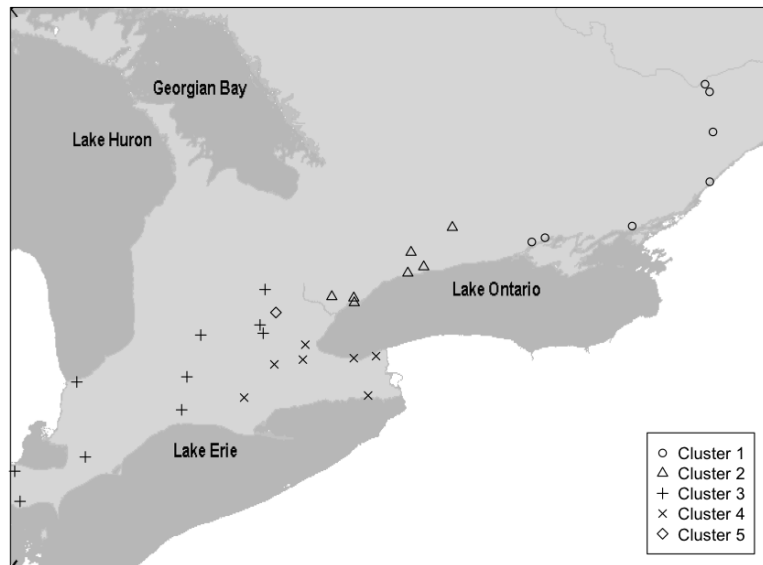 Georgian Bay
Lake Huron
Lake Ontario
Lake Erie
Cluster 1
Cluster 2
Cluster 3
Cluster 4
Cluster 5